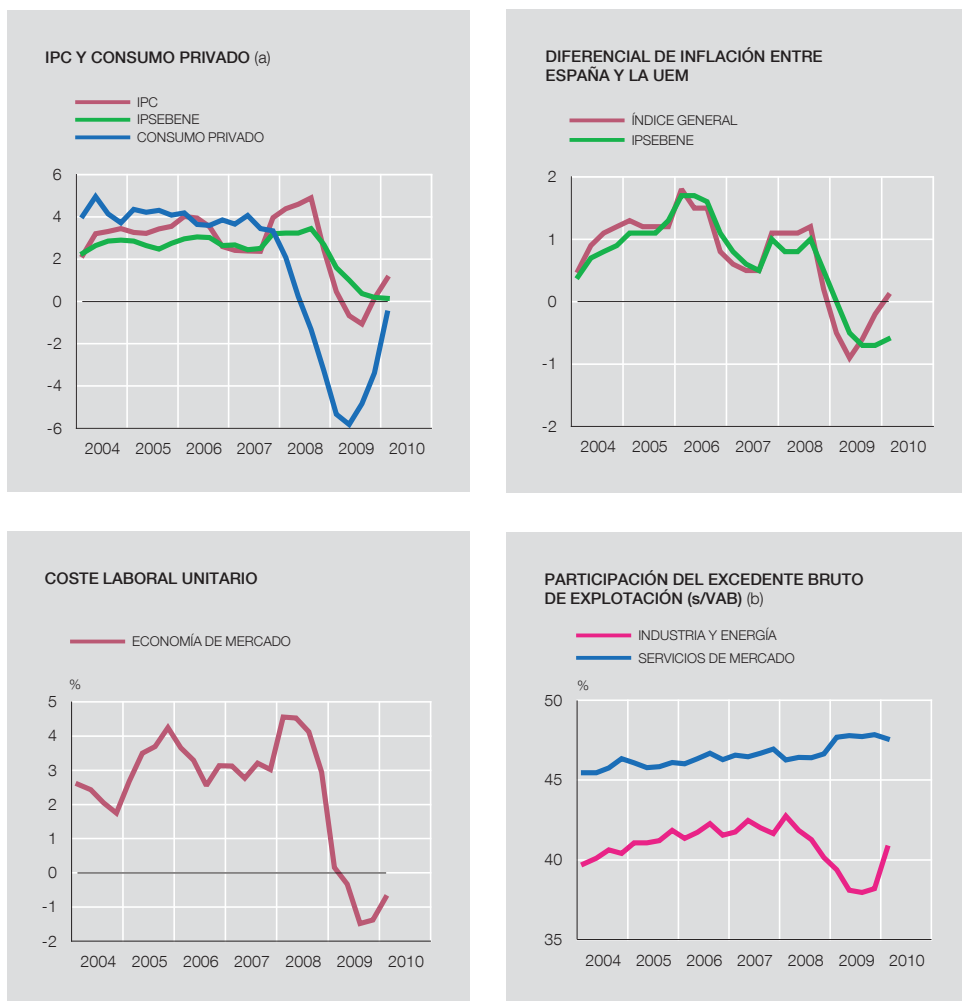 IPC Y CONSUMO PRIVADO (a)
IPC
IPSEBENE
CONSUMO PRIVADO
6
4
2
0
-2
-4
-6
2004 2005 2006 2007 2008 2009 2010
DIFERENCIAL DE INFLACIÓN ENTRE
ESPAÑA Y LA UEM
ÍNDICE GENERAL
IPSEBENE
2
1
0
-1
-2
2004 2005 2006 2007 2008 2009 2010
COSTE LABORAL UNITARIO
ECONOMÍA DE MERCADO
%
5
4
3
2
1
0
-1
-2
2004 2005 2006 2007 2008 2009 2010
PARTICIPACIÓN DEL EXCEDENTE BRUTO
DE EXPLOTACIÓN (s/VAB) (b)
INDUSTRIA Y ENERGÍA
SERVICIOS DE MERCADO
%
50
45
40
35
2004 2005 2006 2007 2008 2009 2010